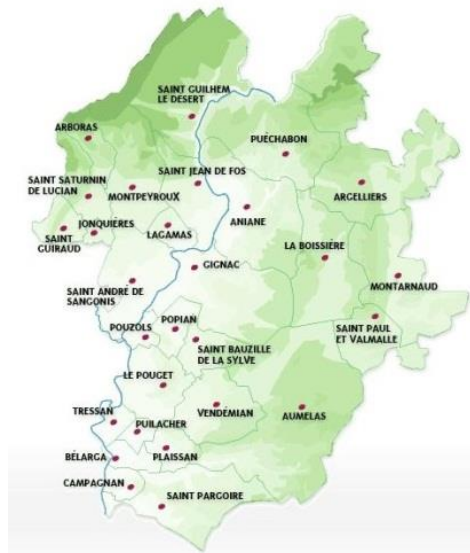 SAINT GUILHEM
LE DÉSERT
ARBORAS
PUÉCHABON
SAINT JEAN DE FOS
SAINT SATURNIN
DE LUCIAN
MONTPEYROUX
ARGELLIERS
ANIANE
JONQUIÈRES
SAINT
GUIRAUD
LAGAMAS
LA BOISSIÈRE
GIGNAC
MONTARNAUD
SAINT ANDRÉ DE
SANGONIS
POPIAN
POUZOLS
SAINT PAUL
ET VALMALLE
SAINT BAUZILLE
DE LA SYLVE
LE POUGET
TRESSAN
VENDÉMIAN
AUMELAS
PUILACHER
BÉLARGA
PLAISSAN
CAMPAGNAN
SAINT PARGOIRE